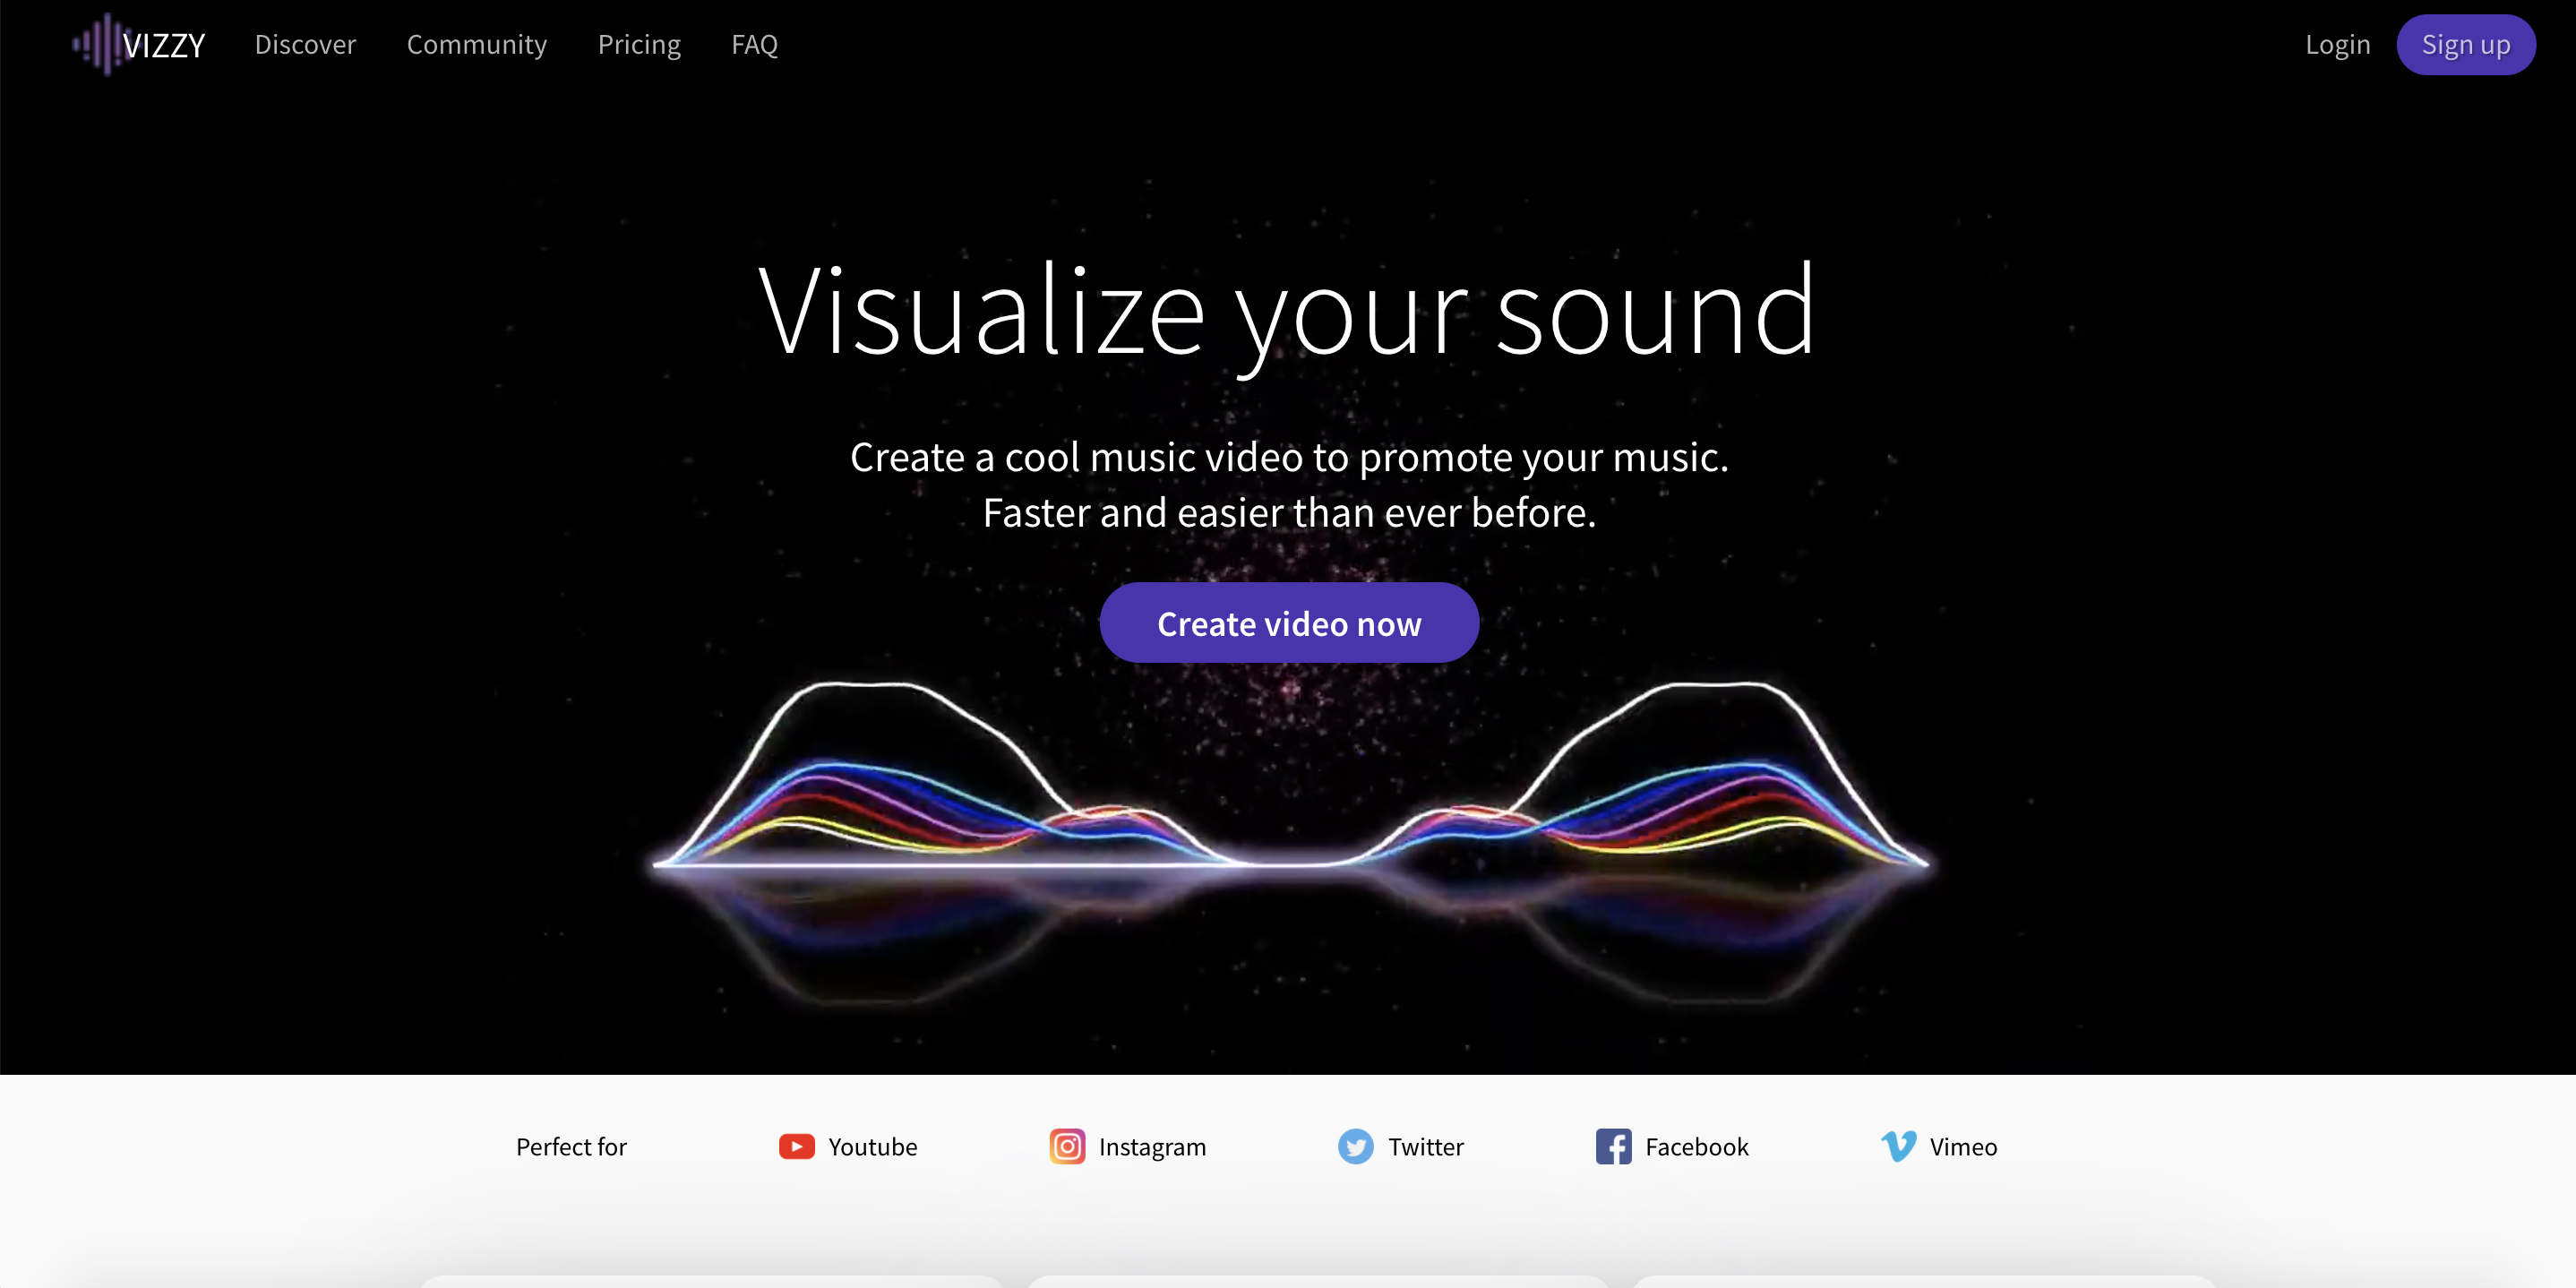 VIZZY
Discover
Community
Pricing
FAQ
Login
Sign up
Visualize your sound
Create a cool music video to promote your music.
Faster and easier than ever before.
Create video now
Perfect for
Youtube
Instagram
Twitter
Facebook
Vimeo